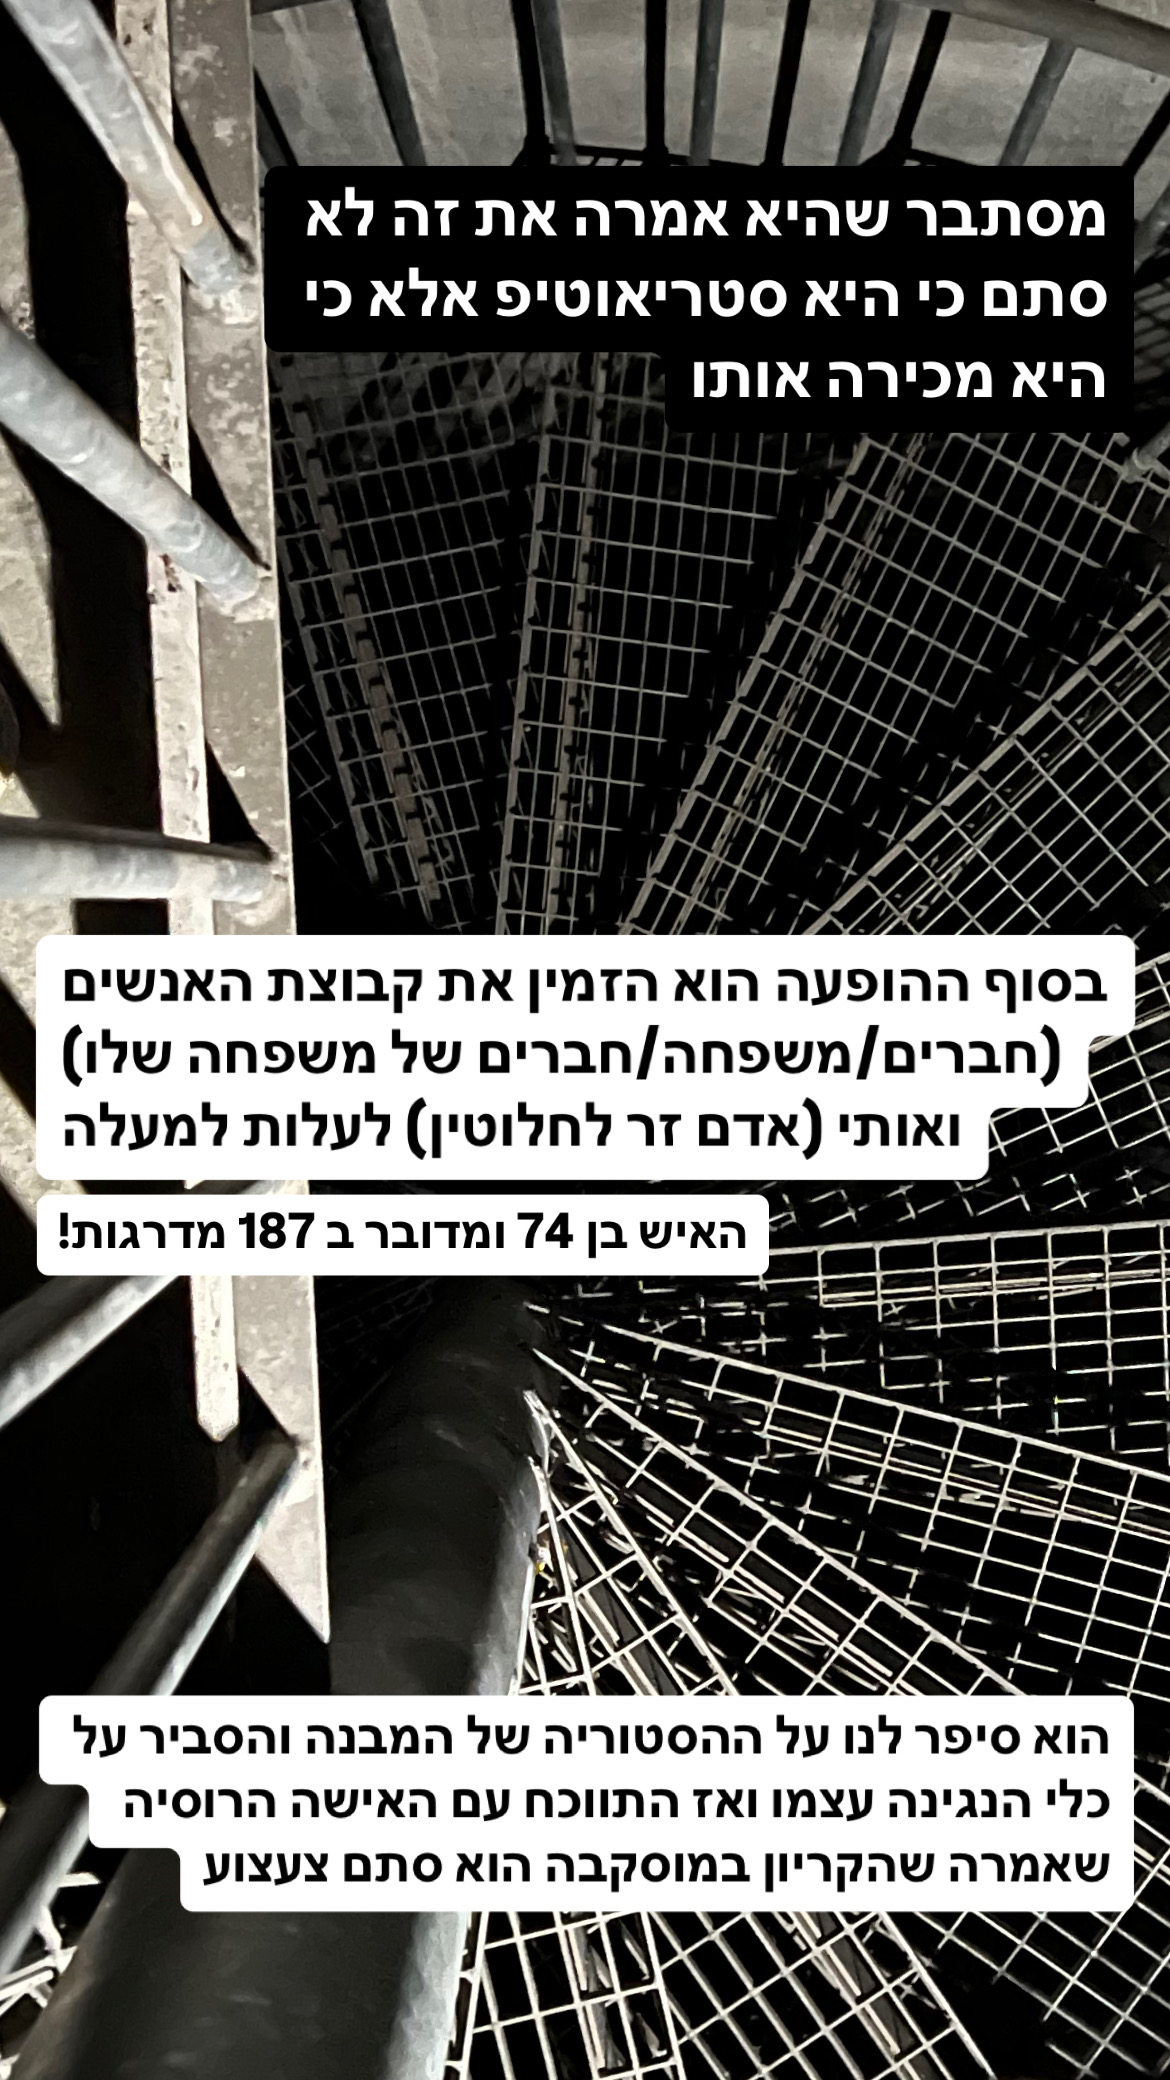 מסתבר שהיא אמרה את זה לא
סתם כי היא סטריאוטיפ אלא כי
היא מכירה אותו
בסוף ההופעה הוא הזמין את קבוצת האנשים
(חברים/משפחה/חברים של משפחה שלו)
ואותי (אדם זר לחלוטין) לעלות למעלה
האיש בן 74 ומדובר ב 187 מדרגות!
הוא סיפר לנו על ההסטוריה של המבנה והסביר על
כלי הנגינה עצמו ואז התווכח עם האישה הרוסיה
שאמרה שהקריון במוסקבה הוא סתם צעצוע